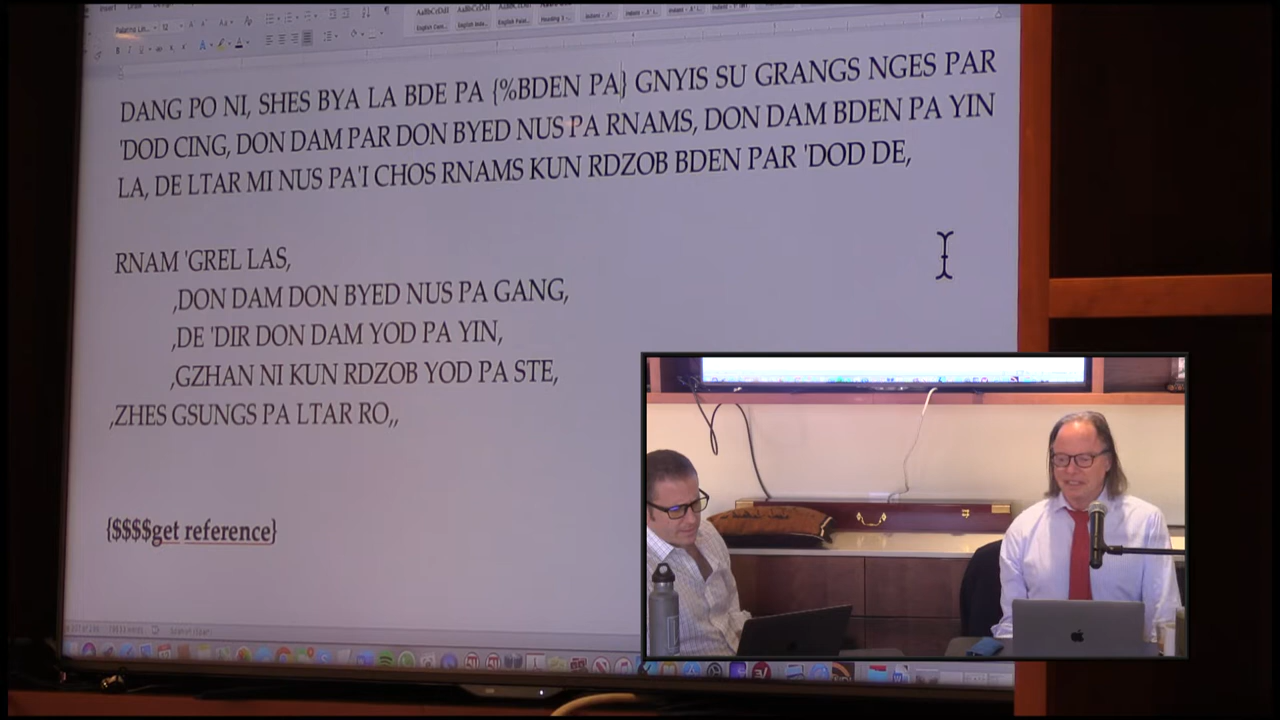 DANG PO NI, SHES BYA LA BDE PA {%BDEN PA} GNYIS SU GRANGS NGES PAR
'DOD CING, DON DAM PAR DON BYED NUS PA RNAMS, DON DAM BDEN PA YIN
LA, DE LTAR MI NUS PA'I CHOS RNAMS KUN RDZOB BDEN PAR 'DOD DE,
RNAM 'GREL LAS,
,DON DAM DON BYED NUS PA GANG,
,DE 'DIR DON DAM YOD PA YIN,
,GZHAN NI KUN RDZOB YOD PA STE,
,ZHES GSUNGS PA LTAR RO,,
{$$$$get reference}